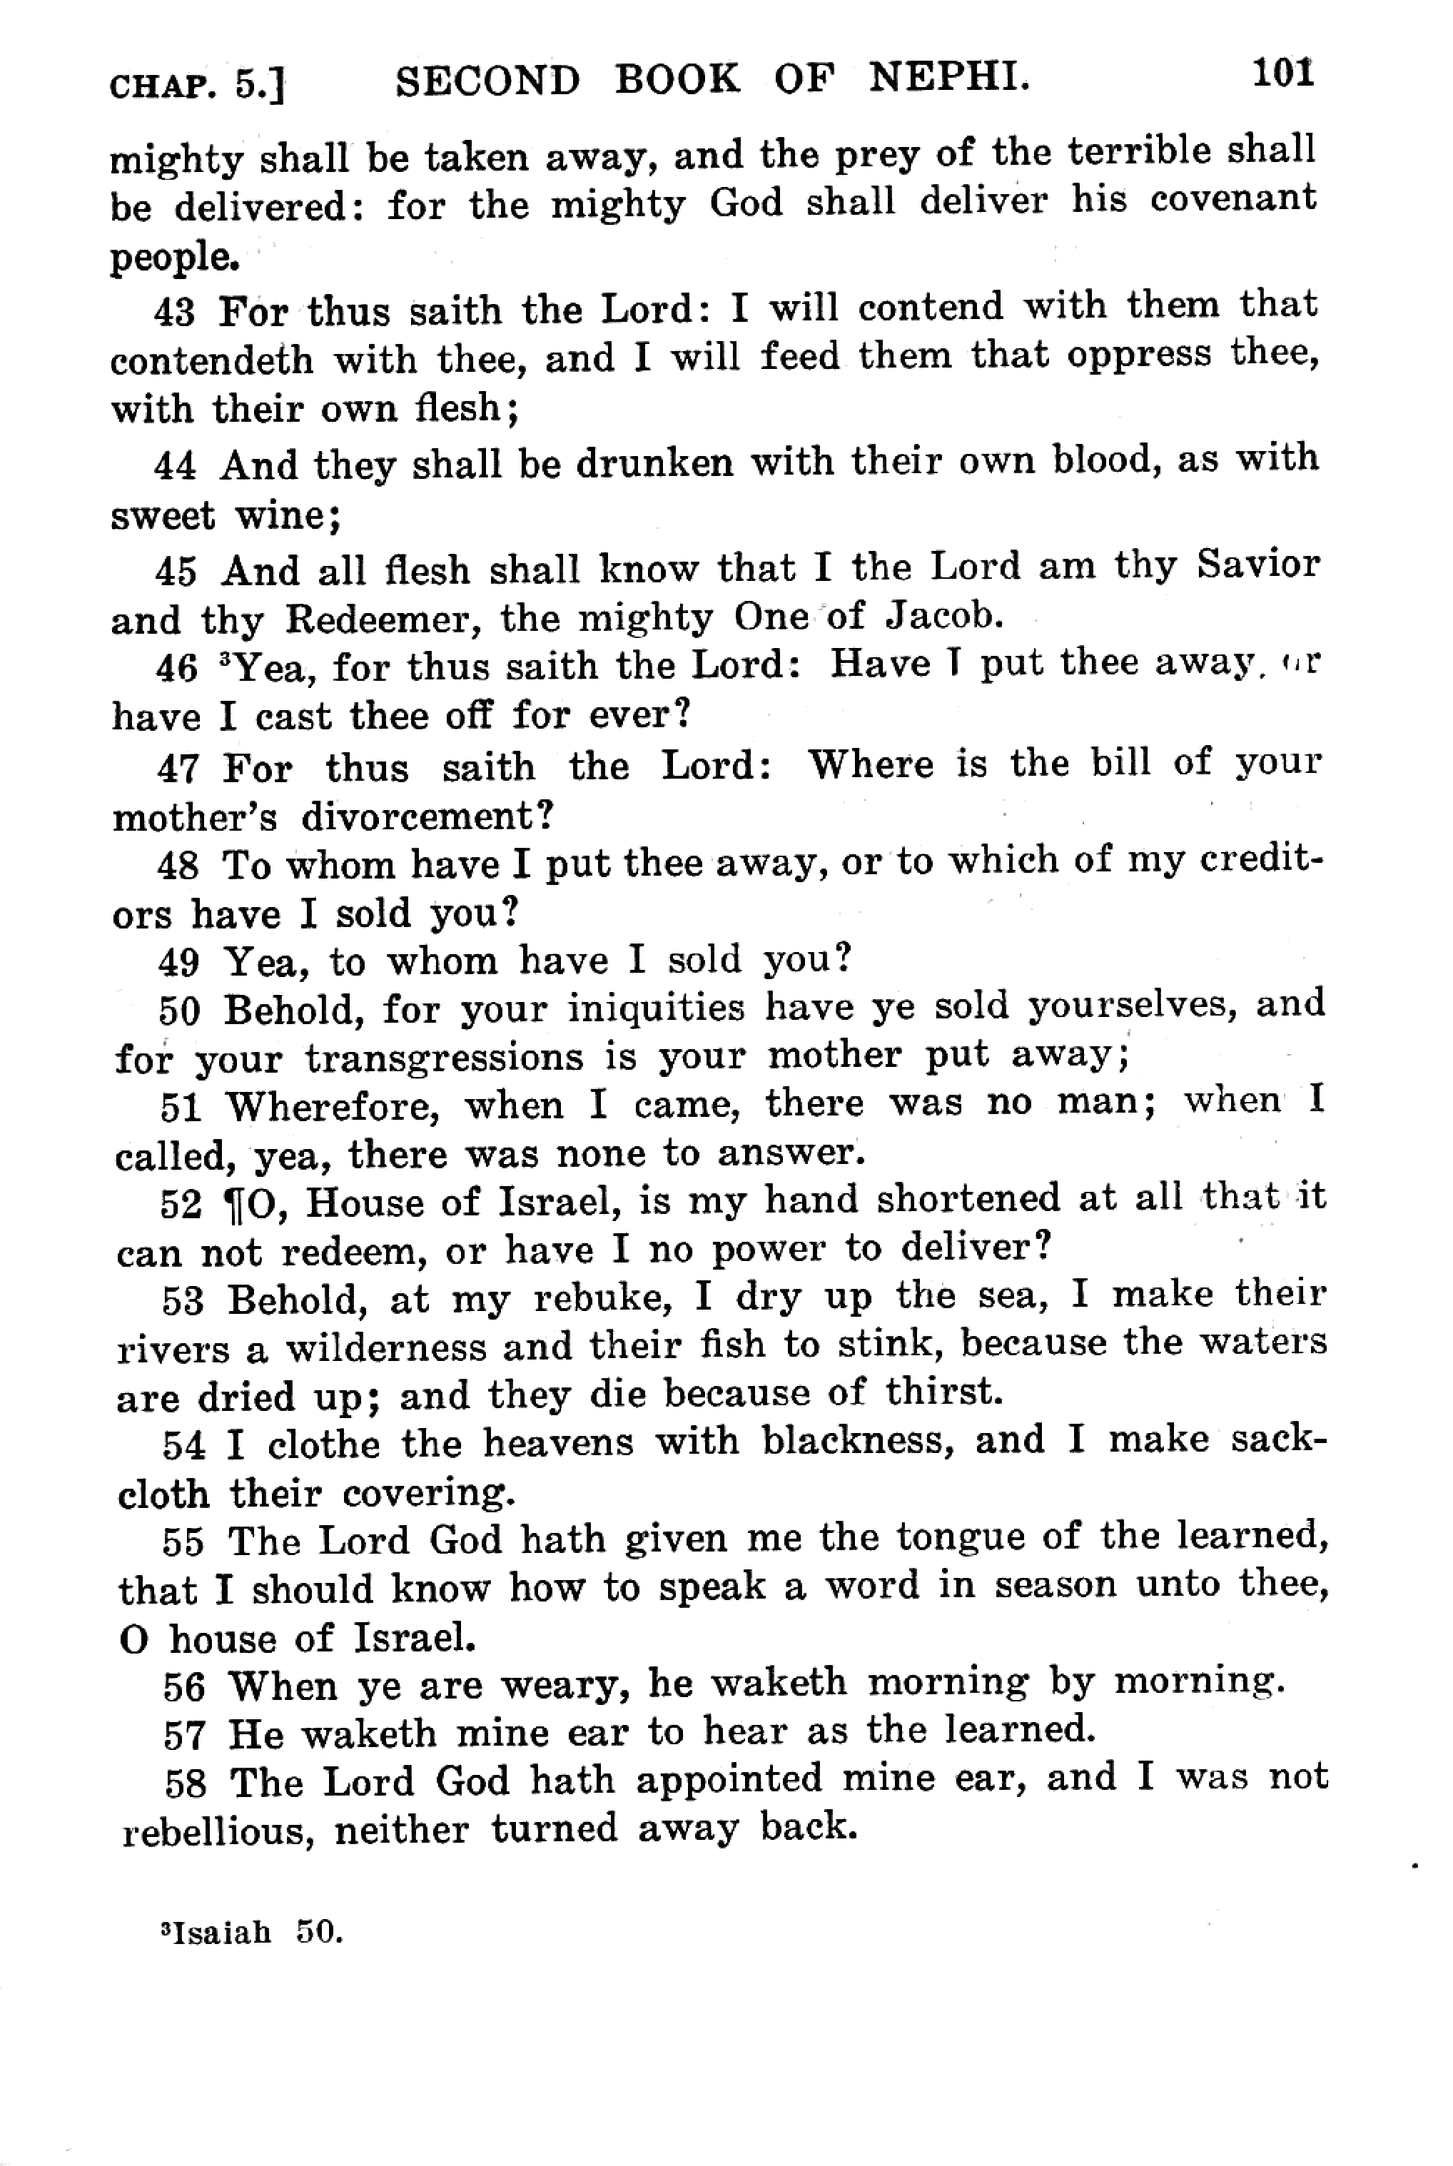 CHAP. 5.] SECOND BOOK OF NEPHI. 101
mighty shall be taken away, and the prey of the terrible shall
be delivered: for the mighty God shall deliver his covenant
people.
43 For thus saith the Lord: I will contend with them that
contendeth with thee, and I will feed them that oppress thee,
with their own flesh;
44 And they shall be drunken with their own blood, as with
sweet wine;
45 And all flesh shall know that I the Lord am thy Savior
and thy Redeemer, the mighty One of Jacob.
46 ³Yea, for thus saith the Lord: Have I put thee away, or
have I cast thee off for ever?
47 For thus saith the Lord: Where is the bill of your
mother's divorcement?
48 To whom have I put thee away, or to which of my credit-
ors have I sold you?
49 Yea, to whom have I sold you?
50 Behold, for your iniquities have ye sold yourselves, and
for your transgressions is your mother put away;
51 Wherefore, when I came, there was no man; when I
called, yea, there was none to answer.
52 ¶O, House of Israel, is my hand shortened at all that it
can not redeem, or have I no power to deliver?
53 Behold, at my rebuke, I dry up the sea, I make their
rivers a wilderness and their fish to stink, because the waters
are dried up; and they die because of thirst.
54 I clothe the heavens with blackness, and I make sack-
cloth their covering.
55 The Lord God hath given me the tongue of the learned,
that I should know how to speak a word in season unto thee,
O house of Israel.
56 When ye are weary, he waketh morning by morning.
57 He waketh mine ear to hear as the learned.
58 The Lord God hath appointed mine ear, and I was not
rebellious, neither turned away back.
³Isaiah 50.